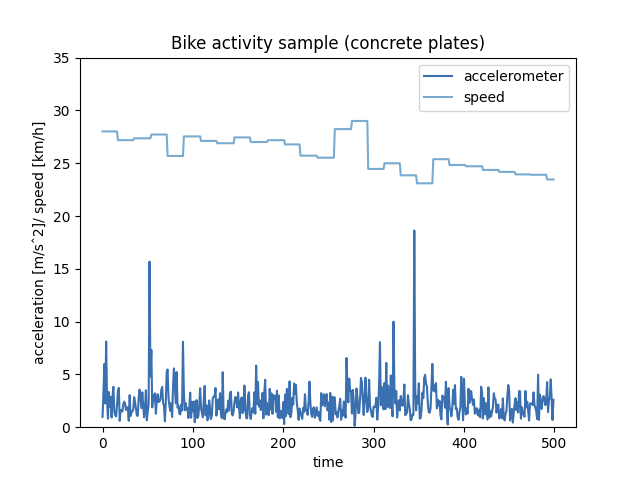 Bike activity sample (concrete plates)
accelerometer
speed
acceleration [m/s^2]/ speed [km/h]
35
30
25
20
15
10
5
0
0 100 200 300 400 500
time